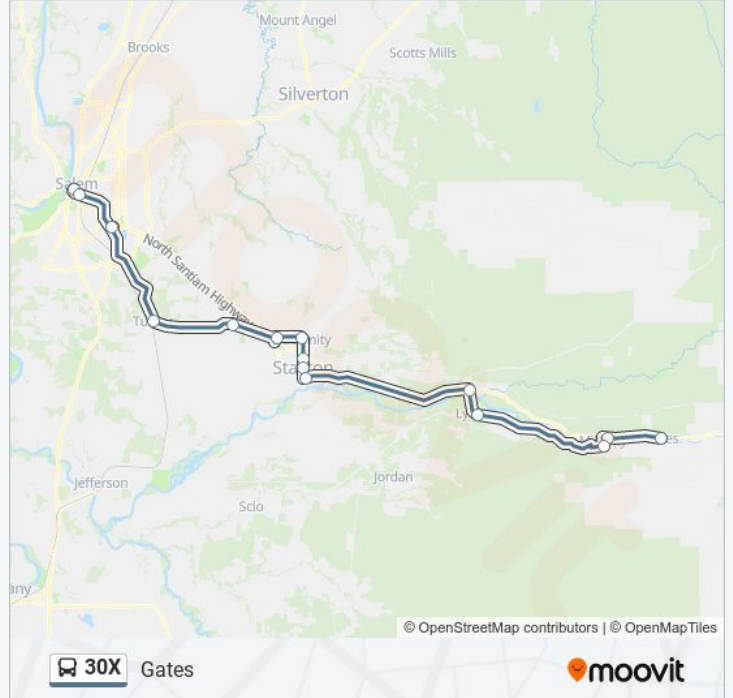 Mount Angel
Brooks
Scotts Mills
Silverton
Salem
North Santiam Highway
Jefferson
Jordan
Scio
© OpenStreetMap contributors | © OpenMapTiles
30X Gates
moovit